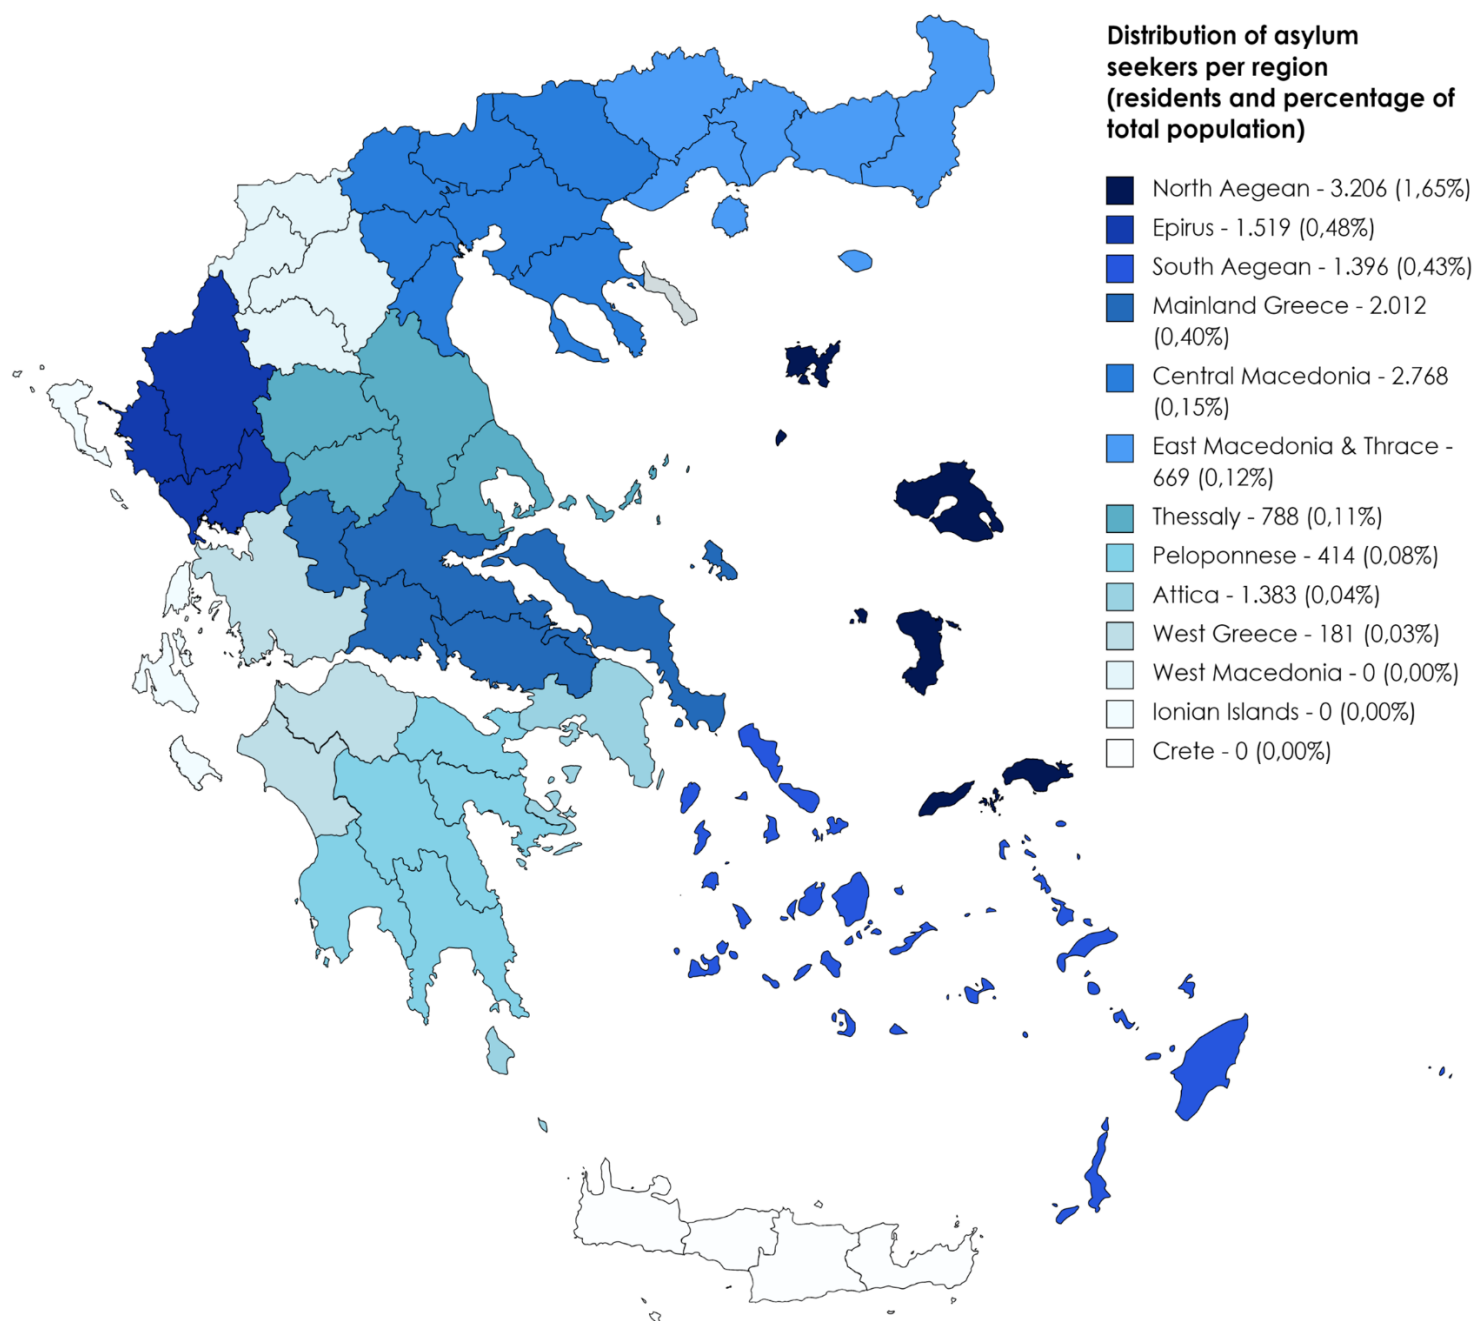 Distribution of asylum
seekers per region
(residents and percentage of
total population)
North Aegean - 3.206 (1,65%)
Epirus - 1.519 (0,48%)
South Aegean - 1.396 (0,43%)
Mainland Greece - 2.012
(0,40%)
Central Macedonia - 2.768
(0,15%)
East Macedonia & Thrace -
669 (0,12%)
Thessaly - 788 (0,11%)
Peloponnese - 414 (0,08%)
Attica - 1.383 (0,04%)
West Greece - 181 (0,03%)
West Macedonia - 0 (0,00%)
Ionian Islands - 0 (0,00%)
Crete - 0 (0,00%)